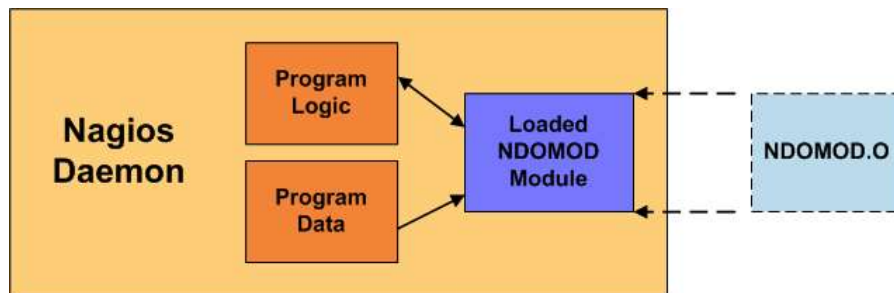 Nagios
Daemon
Program
Logic
Program
Data
Loaded
NDOMOD
Module
NDOMOD.O